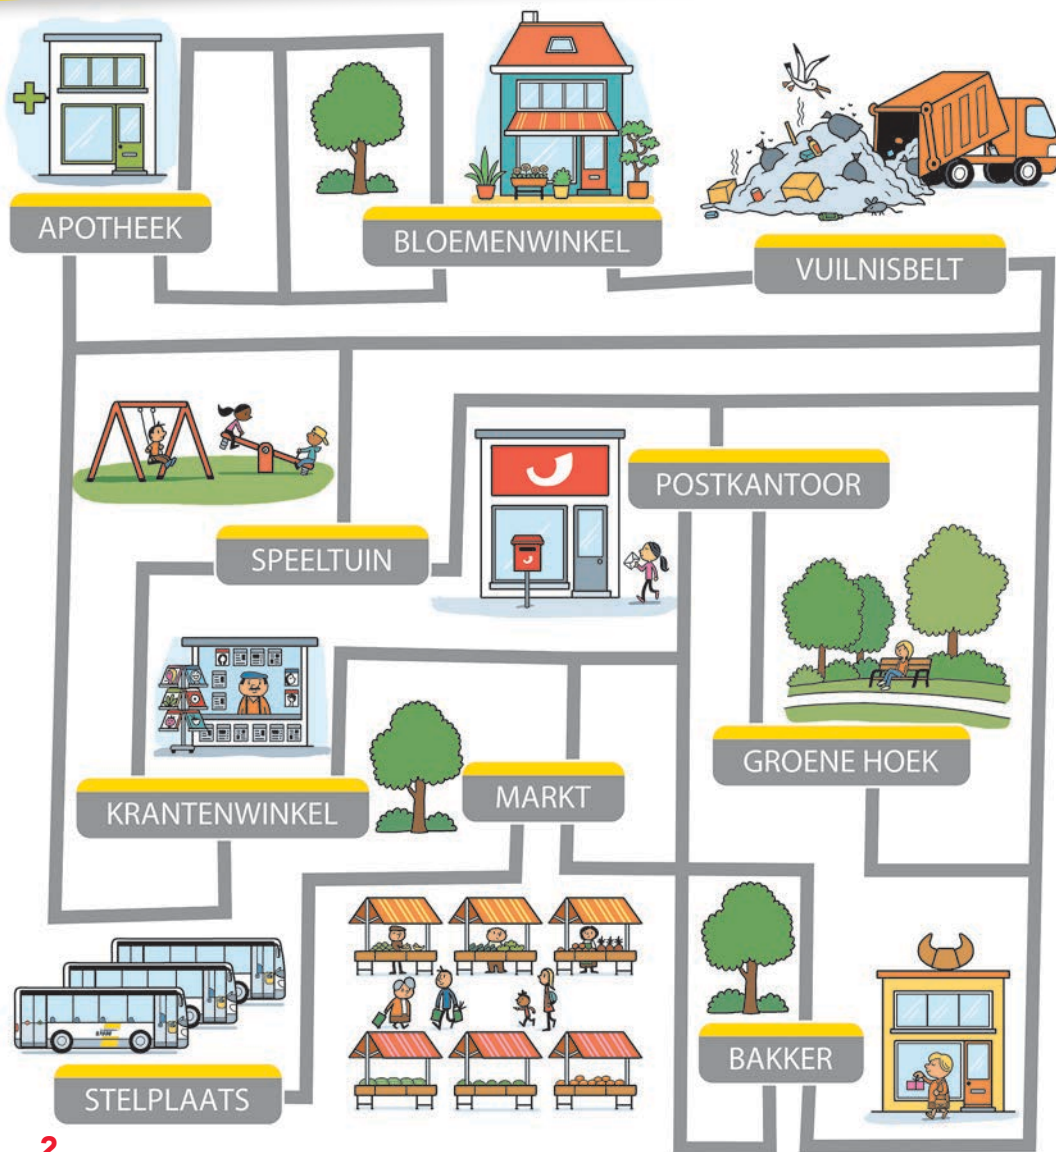 APOTHEEK
BLOEMENWINKEL
VUILNISBELT
POSTKANTOOR
SPEELTUIN
GROENE HOEK
KRANTENWINKEL
MARKT
BAKKER
STELPLAATS
2